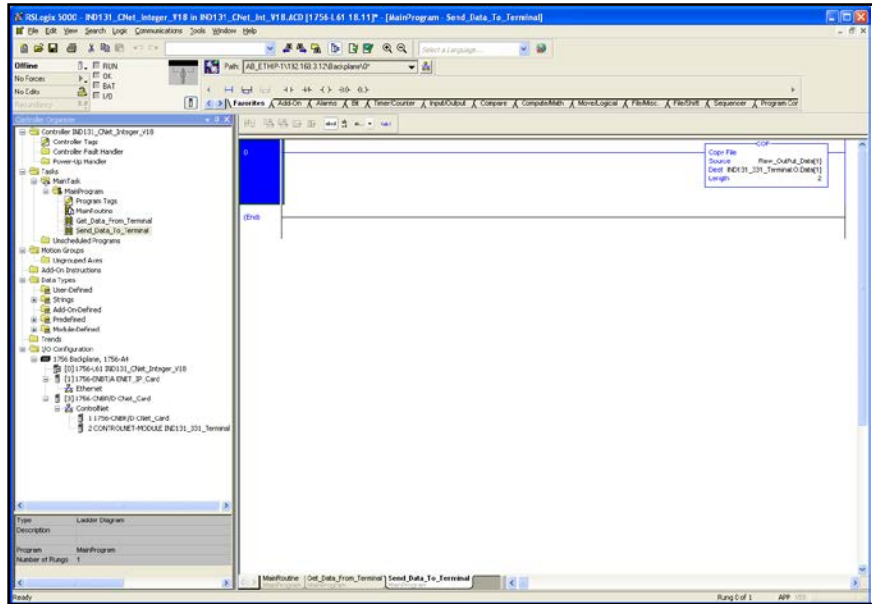 RSLogix 5000 - IND131_CNet_Integer_V18 in IND131_CNet_Int_V18.ACD [1756-L61 18.11]* - [MainProgram - Send_Data_To_Terminal]
File Edit View Search Logic Communications Tools Window Help
Select a Language...
Offline
RUN
Path: AB_ETHIP-1\192.168.3.12\Backplane\0*
No Forces
OK
No Edits
BAT
I/O
Redundancy
Favorites Add-On Alarms Bit Timer/Counter Input/Output Compare Compute/Math Move/Logical File/Misc. File/Shift Sequencer Program Con
Controller Organizer
Controller IND131_CNet_Integer_V18
Controller Tags
Controller Fault Handler
Power-Up Handler
Tasks
MainTask
MainProgram
Program Tags
MainRoutine
Get_Data_From_Terminal
Send_Data_To_Terminal
Unscheduled Programs
Motion Groups
Ungrouped Axes
Add-On Instructions
Data Types
User-Defined
Strings
Add-On-Defined
Predefined
Module-Defined
Trends
I/O Configuration
1756 Backplane, 1756-A4
[0] 1756-L61 IND131_CNet_Integer_V18
[1] 1756-ENBT/A ENET_IP_Card
Ethernet
[3] 1756-CNBR/D CNet_Card
ControlNet
1 1756-CNBR/D CNet_Card
2 CONTROLNET-MODULE IND131_331_Terminal
0
COP
Copy File
Source Raw_Output_Data[1]
Dest IND131_331_Terminal:O.Data[1]
Length 2
(End)
Type Ladder Diagram
Description
Program MainProgram
Number of Rungs 1
MainRoutine Get_Data_From_Terminal Send_Data_To_Terminal
Ready
Rung 0 of 1 APP VER